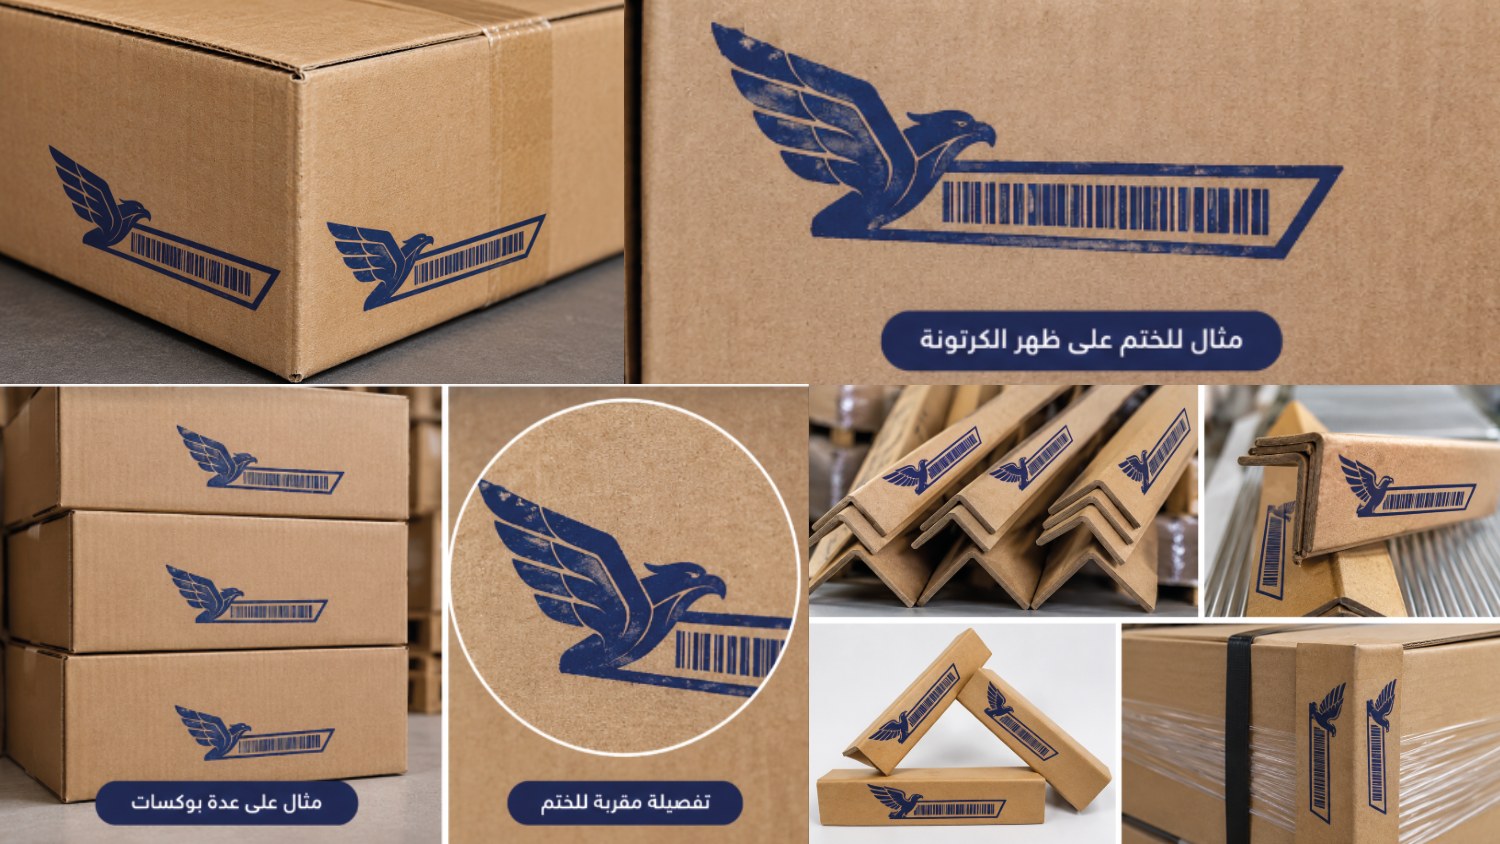 مثال للختم على ظهر الكرتونة
مثال على عدة بوكسات
تفصيلة مقربة للختم